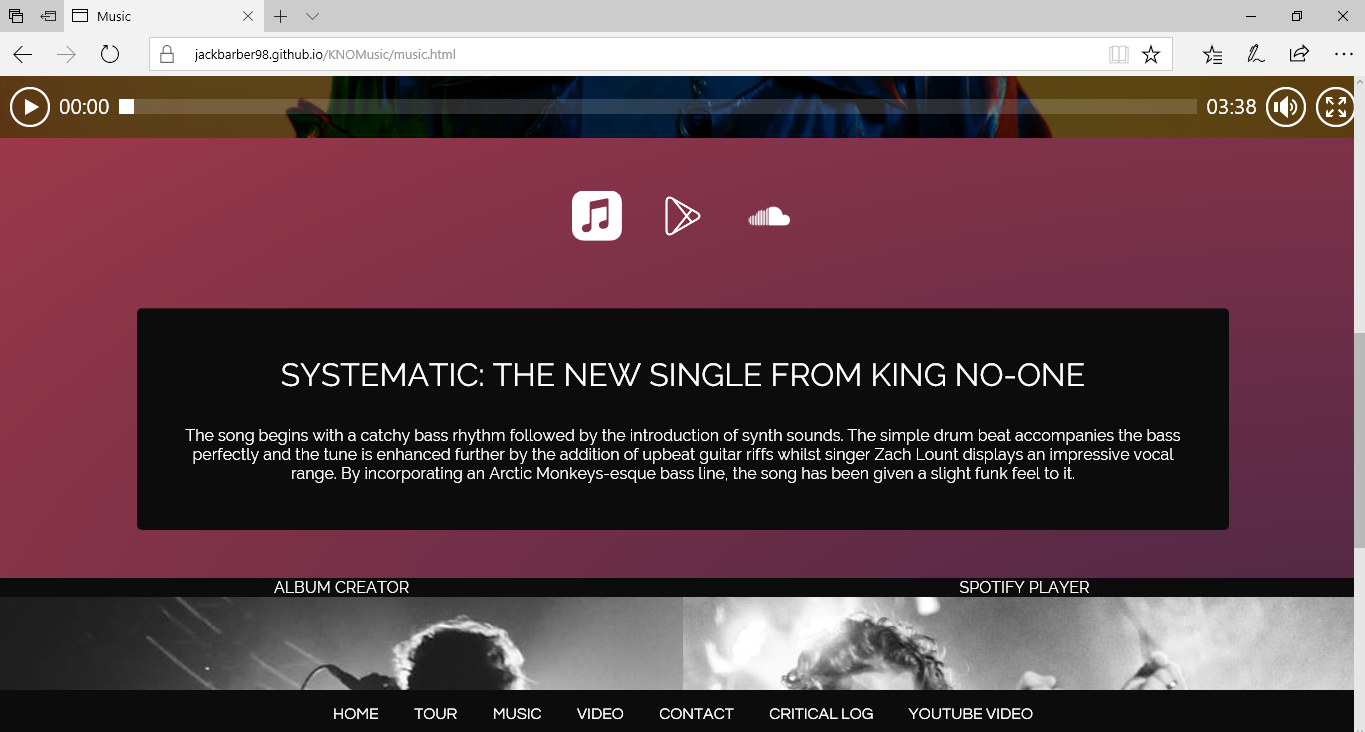 Music
jackbarber98.github.io/KNOMusic/music.html
00:00
03:38
SYSTEMATIC: THE NEW SINGLE FROM KING NO-ONE
The song begins with a catchy bass rhythm followed by the introduction of synth sounds. The simple drum beat accompanies the bass
perfectly and the tune is enhanced further by the addition of upbeat guitar riffs whilst singer Zach Lount displays an impressive vocal
range. By incorporating an Arctic Monkeys-esque bass line, the song has been given a slight funk feel to it.
ALBUM CREATOR
SPOTIFY PLAYER
HOME TOUR MUSIC VIDEO CONTACT CRITICAL LOG YOUTUBE VIDEO